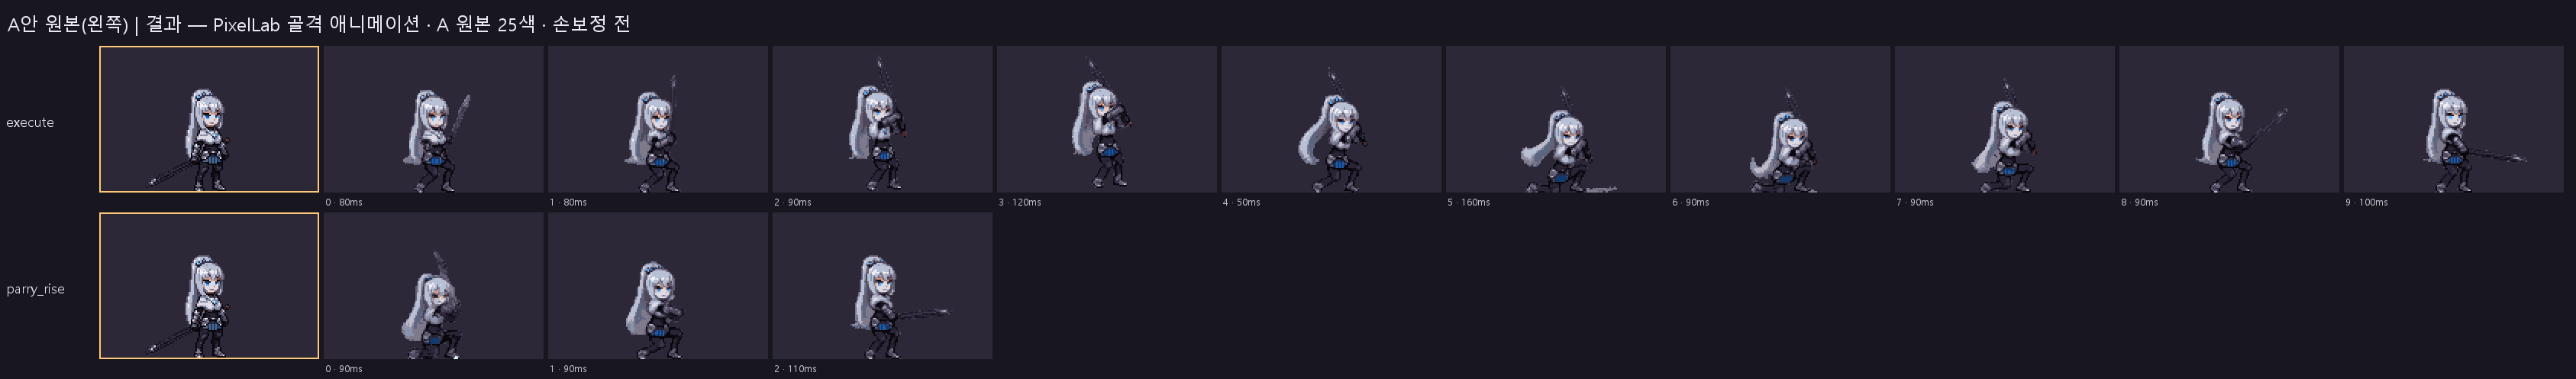 A안 원본(왼쪽) | 결과 — PixelLab 골격 애니메이션 · A 원본 25색 · 손보정 전
execute
0 · 80ms
1 · 80ms
2 · 90ms
3 · 120ms
4 · 50ms
5 · 160ms
6 · 90ms
7 · 90ms
8 · 90ms
9 · 100ms
parry_rise
0 · 90ms
1 · 90ms
2 · 110ms